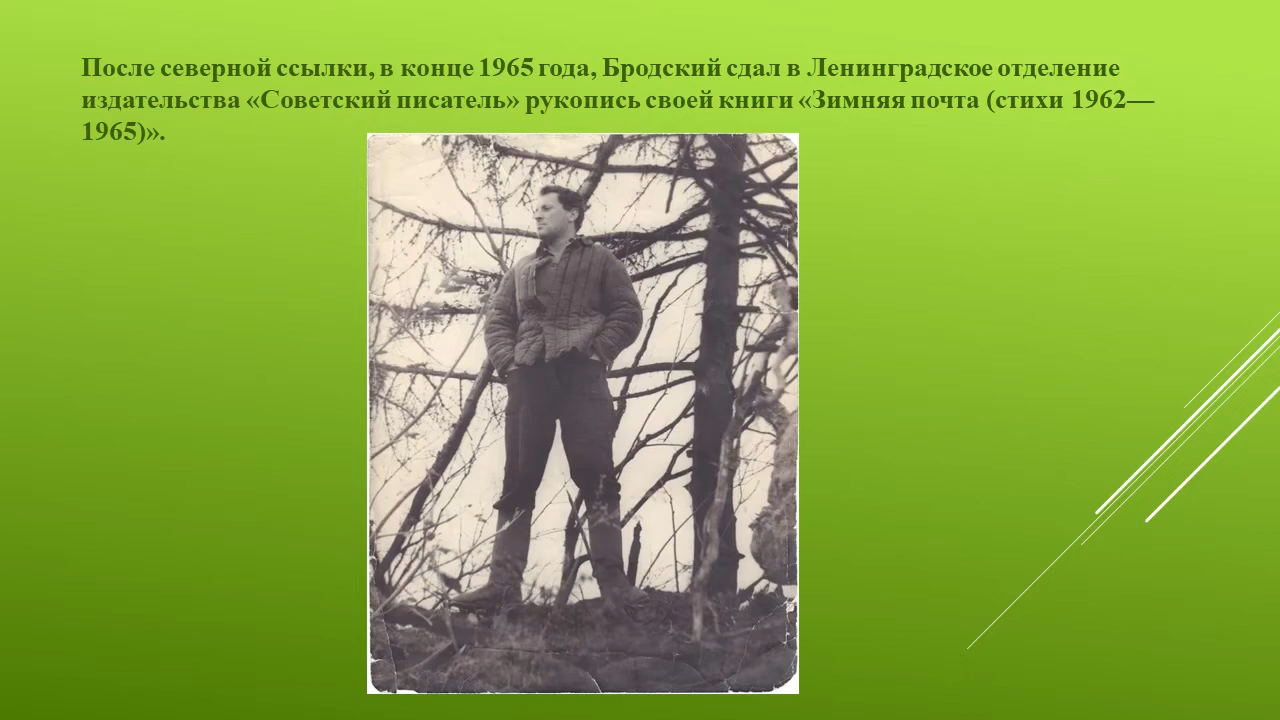 После северной ссылки, в конце 1965 года, Бродский сдал в Ленинградское отделение
издательства «Советский писатель» рукопись своей книги «Зимняя почта (стихи 1962—
1965)».